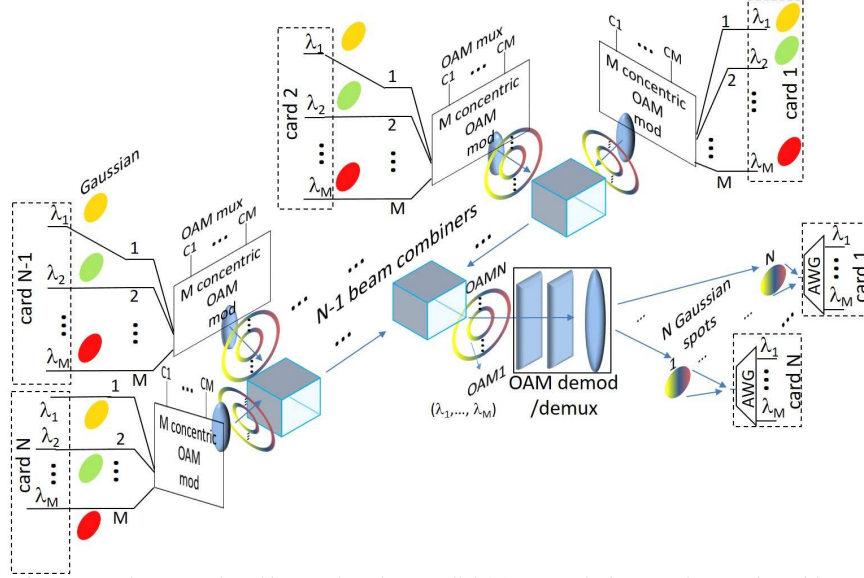 card 2
λ1
1
λ2
2
λM
M
OAM mux
C1 ... CM
M concentric
OAM
mod
C1 ... CM
M concentric
OAM
mod
1
λ1
2
λ2
M
λM
card 1
Gaussian
card N-1
λ1
1
λ2
2
λM
M
OAM mux
C1 ... CM
M concentric
OAM
mod
card N
λ1
1
λ2
2
λM
M
C1 ... CM
M concentric
OAM
mod
N-1 beam combiners
OAMN
OAM1
(λ1,..., λM)
OAM demod
/demux
N
N Gaussian
spots
1
AWG
λ1
λM
card 1
AWG
λ1
λM
card N